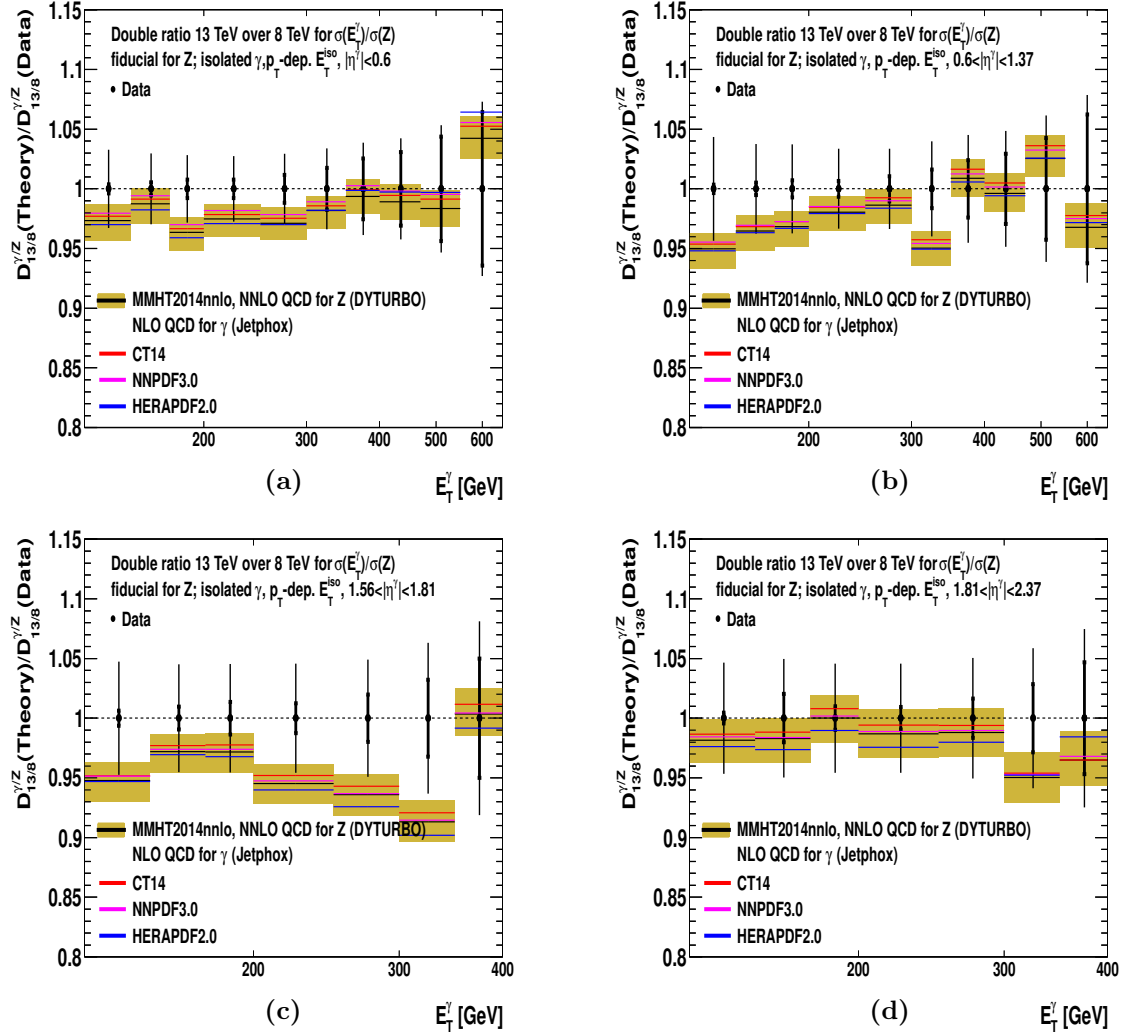 1.15
1.1
1.05
1
0.95
0.9
0.85
0.8
D^{γ/Z}_{13/8}(Theory)/D^{γ/Z}_{13/8}(Data)
Double ratio 13 TeV over 8 TeV for σ(E_T^γ)/σ(Z)
fiducial for Z; isolated γ,p_T-dep. E_T^{iso}, |η^γ|<0.6
Data
MMHT2014nnlo, NNLO QCD for Z (DYTURBO)
NLO QCD for γ (Jetphox)
CT14
NNPDF3.0
HERAPDF2.0
200 300 400 500 600
E_T^γ [GeV]
(a)
1.15
1.1
1.05
1
0.95
0.9
0.85
0.8
D^{γ/Z}_{13/8}(Theory)/D^{γ/Z}_{13/8}(Data)
Double ratio 13 TeV over 8 TeV for σ(E_T^γ)/σ(Z)
fiducial for Z; isolated γ, p_T-dep. E_T^{iso}, 0.6<|η^γ|<1.37
Data
MMHT2014nnlo, NNLO QCD for Z (DYTURBO)
NLO QCD for γ (Jetphox)
CT14
NNPDF3.0
HERAPDF2.0
200 300 400 500 600
E_T^γ [GeV]
(b)
1.15
1.1
1.05
1
0.95
0.9
0.85
0.8
D^{γ/Z}_{13/8}(Theory)/D^{γ/Z}_{13/8}(Data)
Double ratio 13 TeV over 8 TeV for σ(E_T^γ)/σ(Z)
fiducial for Z; isolated γ, p_T-dep. E_T^{iso}, 1.56<|η^γ|<1.81
Data
MMHT2014nnlo, NNLO QCD for Z (DYTURBO)
NLO QCD for γ (Jetphox)
CT14
NNPDF3.0
HERAPDF2.0
200 300 400
E_T^γ [GeV]
(c)
1.15
1.1
1.05
1
0.95
0.9
0.85
0.8
D^{γ/Z}_{13/8}(Theory)/D^{γ/Z}_{13/8}(Data)
Double ratio 13 TeV over 8 TeV for σ(E_T^γ)/σ(Z)
fiducial for Z; isolated γ, p_T-dep. E_T^{iso}, 1.81<|η^γ|<2.37
Data
MMHT2014nnlo, NNLO QCD for Z (DYTURBO)
NLO QCD for γ (Jetphox)
CT14
NNPDF3.0
HERAPDF2.0
200 300 400
E_T^γ [GeV]
(d)